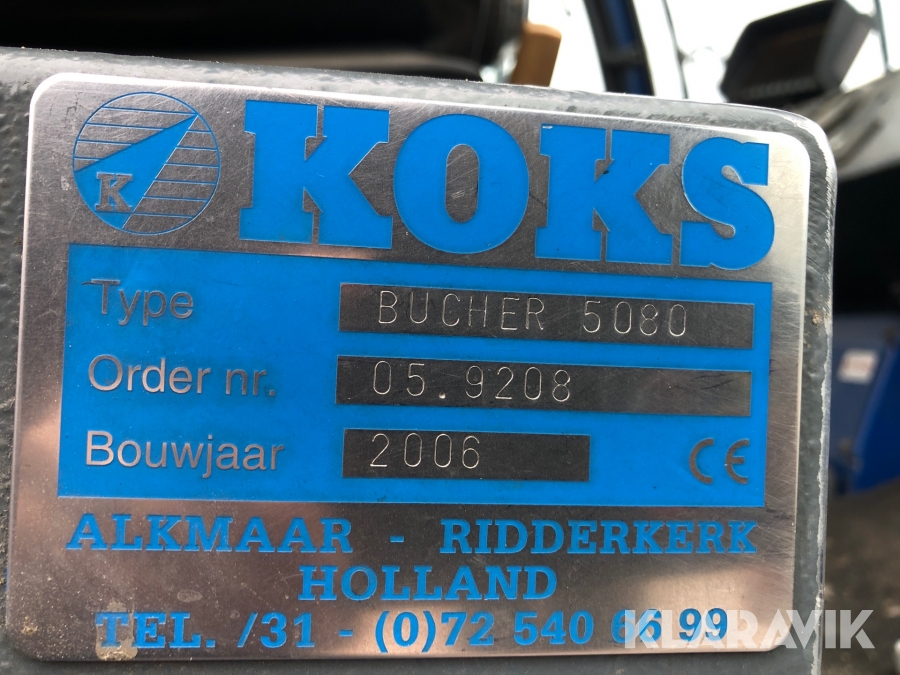 K KOKS
Type BUCHER 5080
Order nr. 05.9208
Bouwjaar 2006 CE
ALKMAAR - RIDDERKERK
HOLLAND
TEL. /31 - (0)72 540 66 99
KLARAVIK